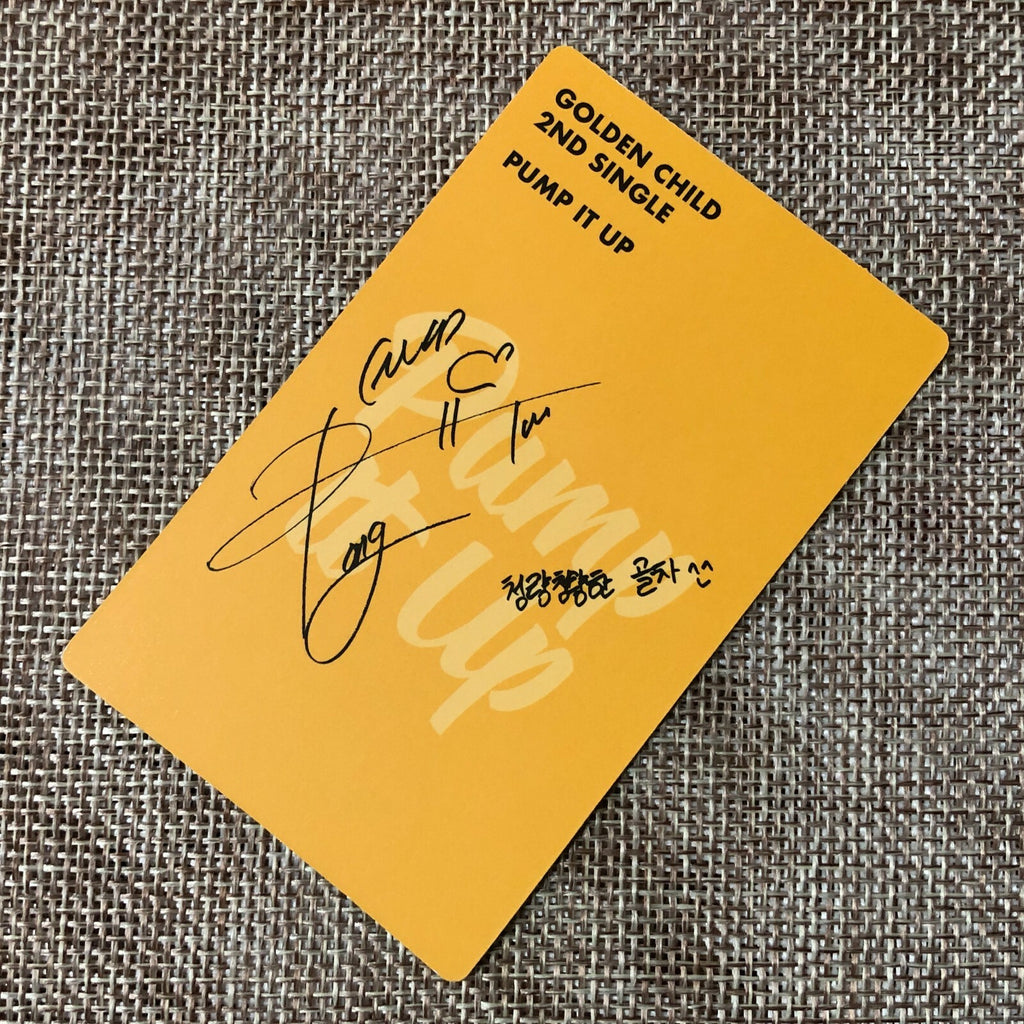 GOLDEN CHILD
2ND SINGLE
PUMP IT UP
Pump
it
Up
청량청량한 골차 ^^